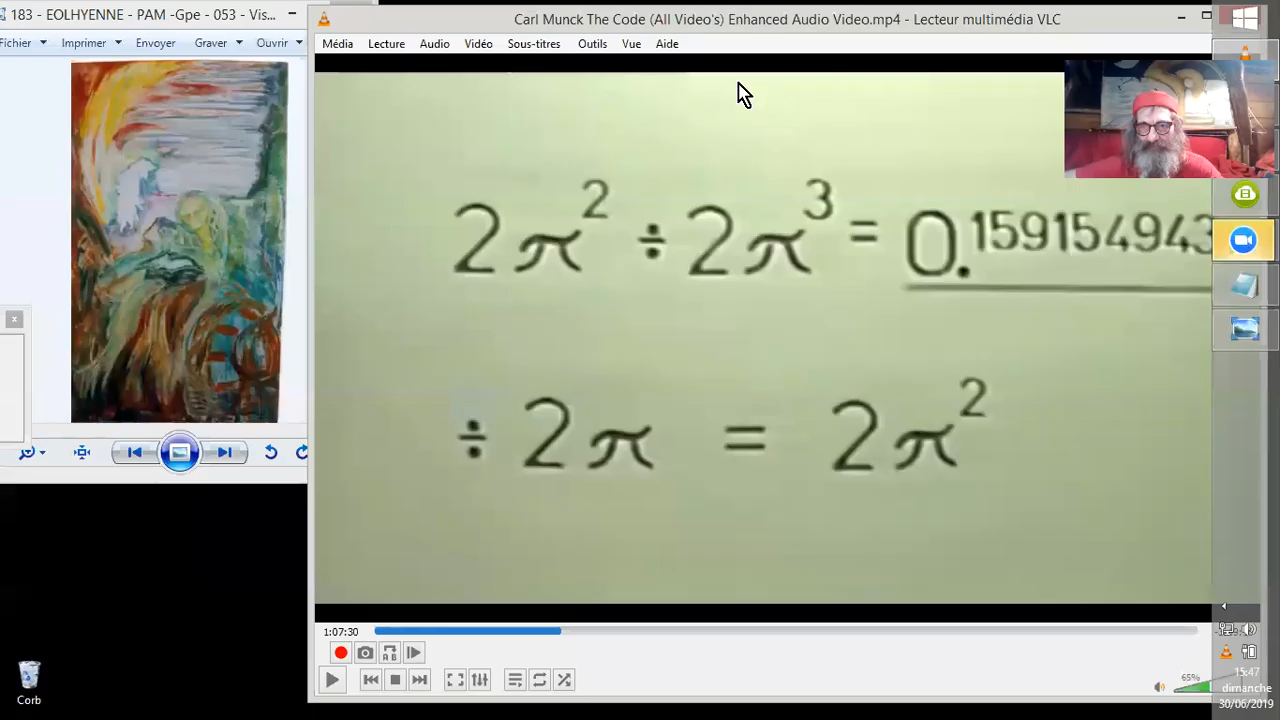 183 - EOLHYENNE - PAM -Gpe - 053 - Vis...
Fichier
Imprimer
Envoyer
Graver
Ouvrir
Carl Munck The Code (All Video's) Enhanced Audio Video.mp4 - Lecteur multimédia VLC
Média Lecture Audio Vidéo Sous-titres Outils Vue Aide
2π² ÷ 2π³ = 0.159154943
÷ 2π = 2π²
1:07:30
A B
65%
Corb
15:47
dimanche
30/06/2019